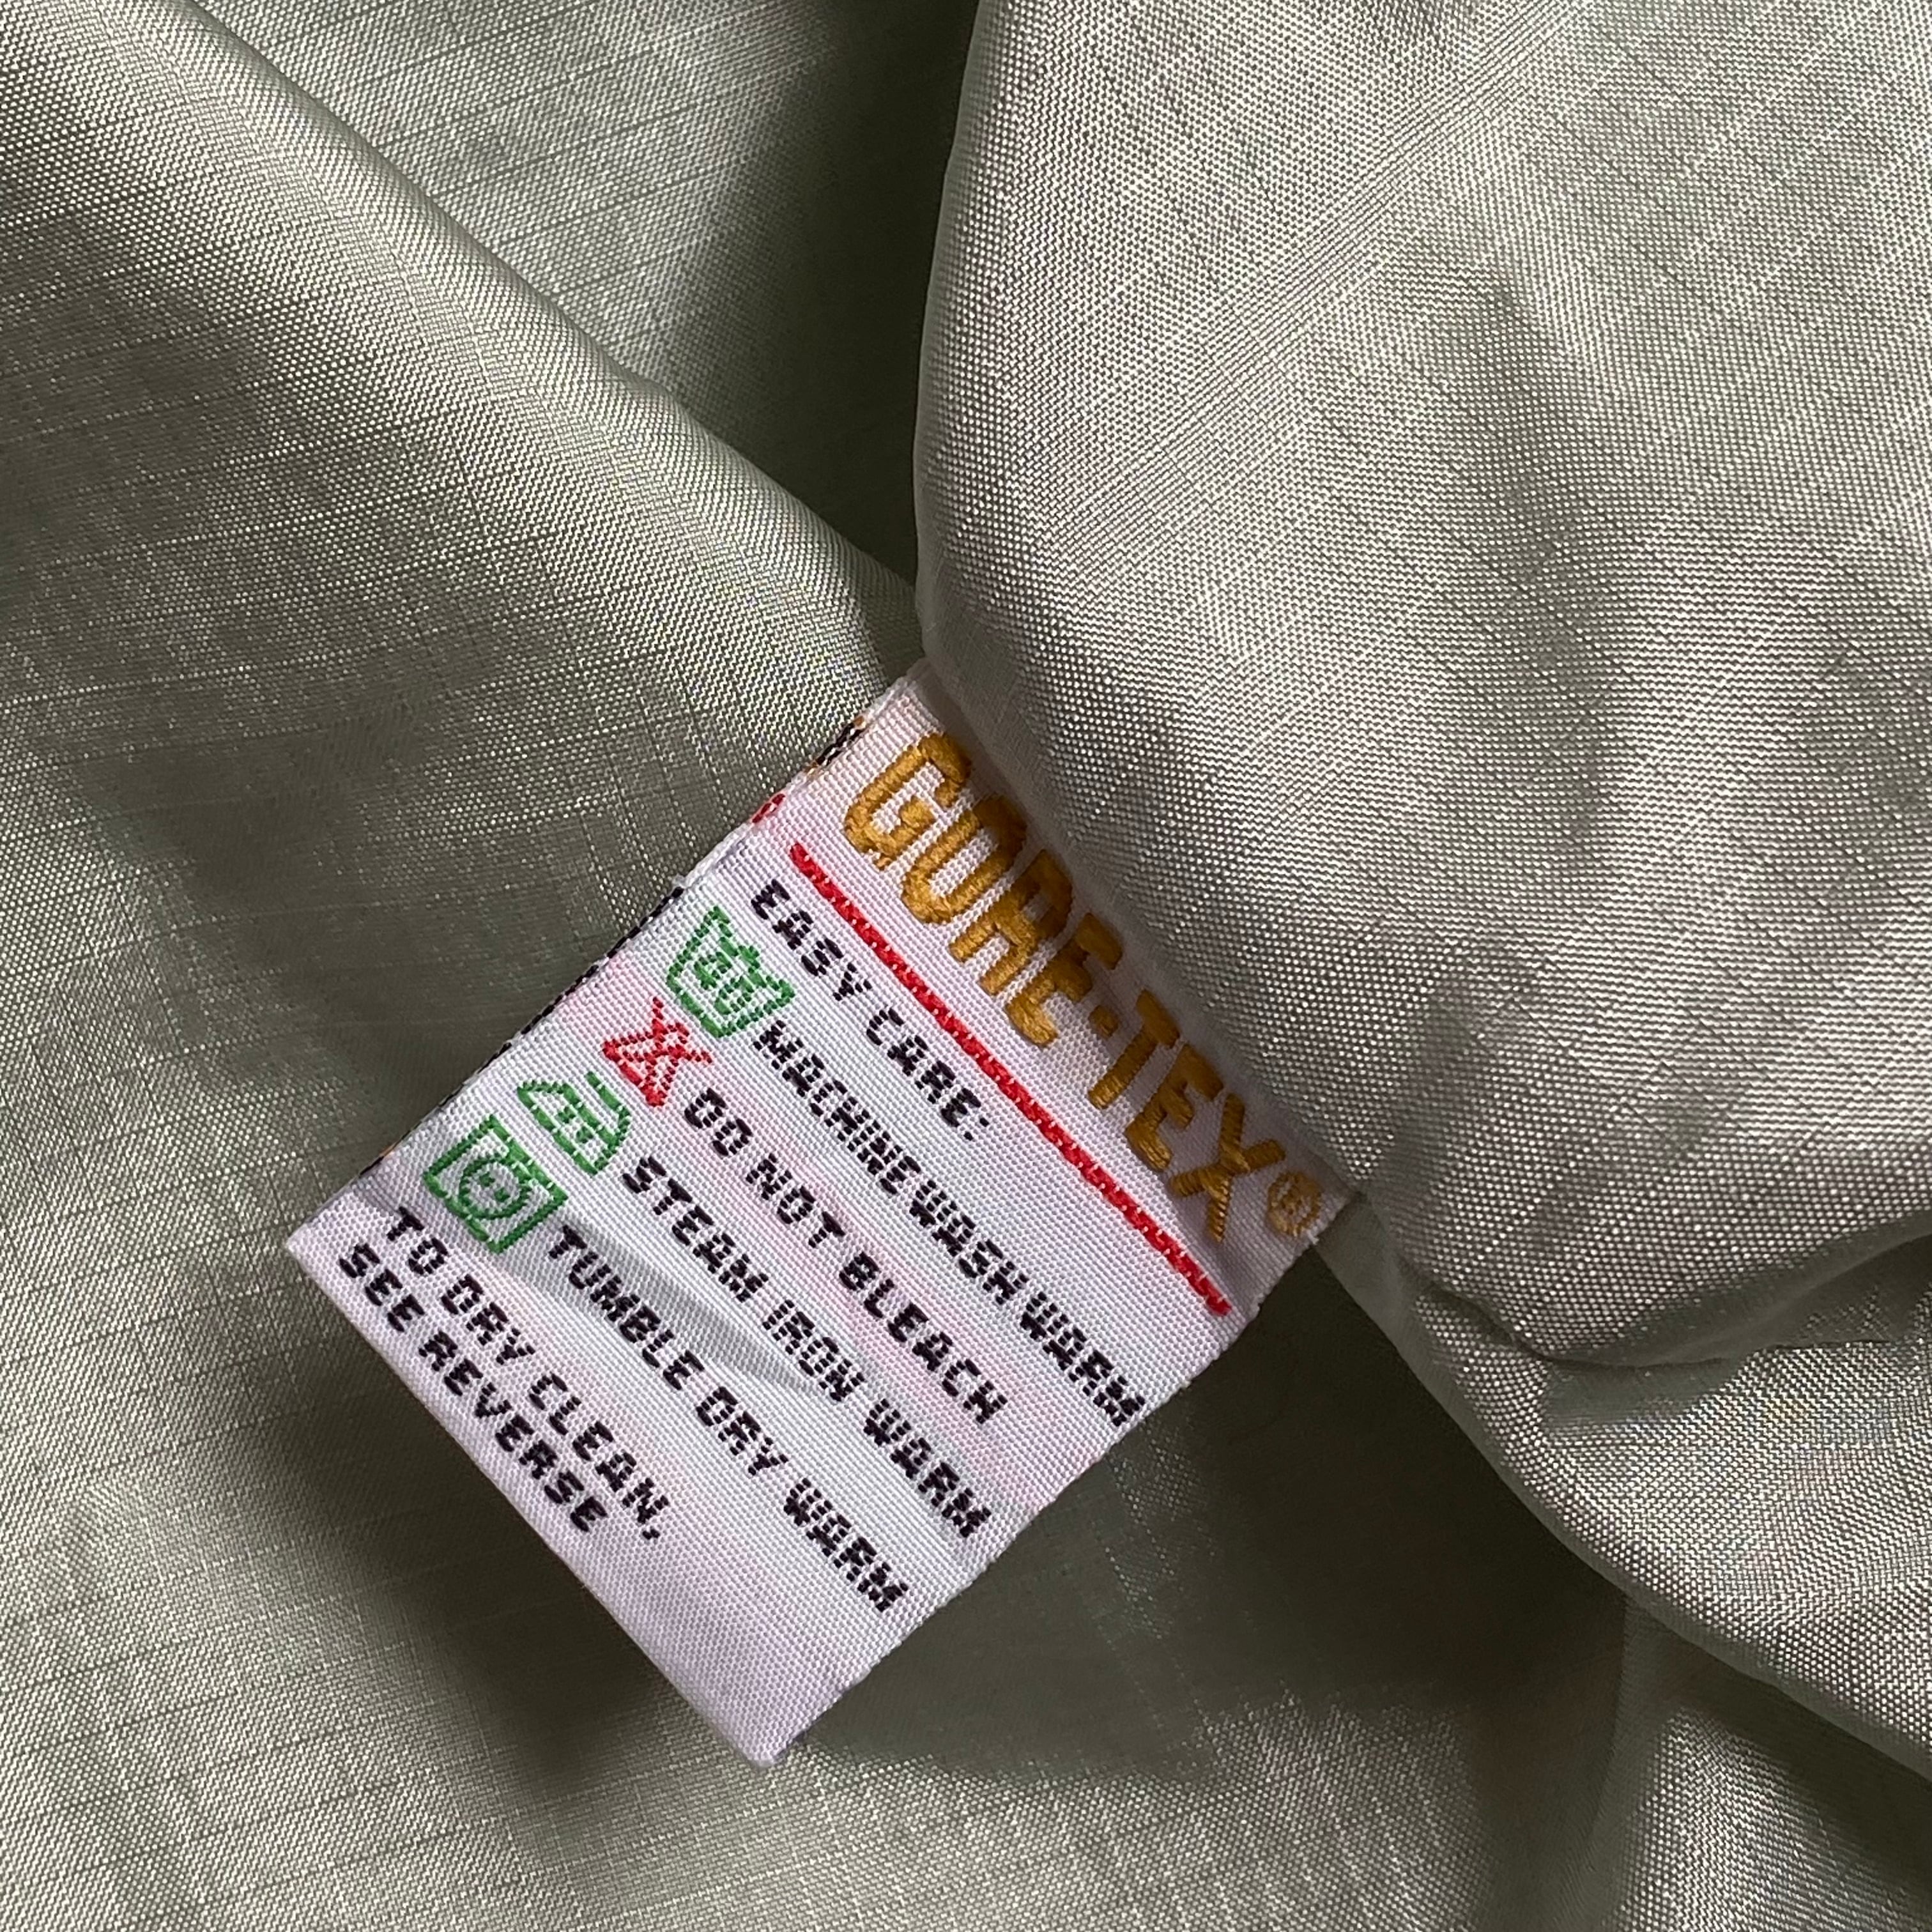 GORE-TEX®
EASY CARE:
40 MACHINE WASH WARM
DO NOT BLEACH
STEAM IRON WARM
TUMBLE DRY WARM
TO DRY CLEAN,
SEE REVERSE